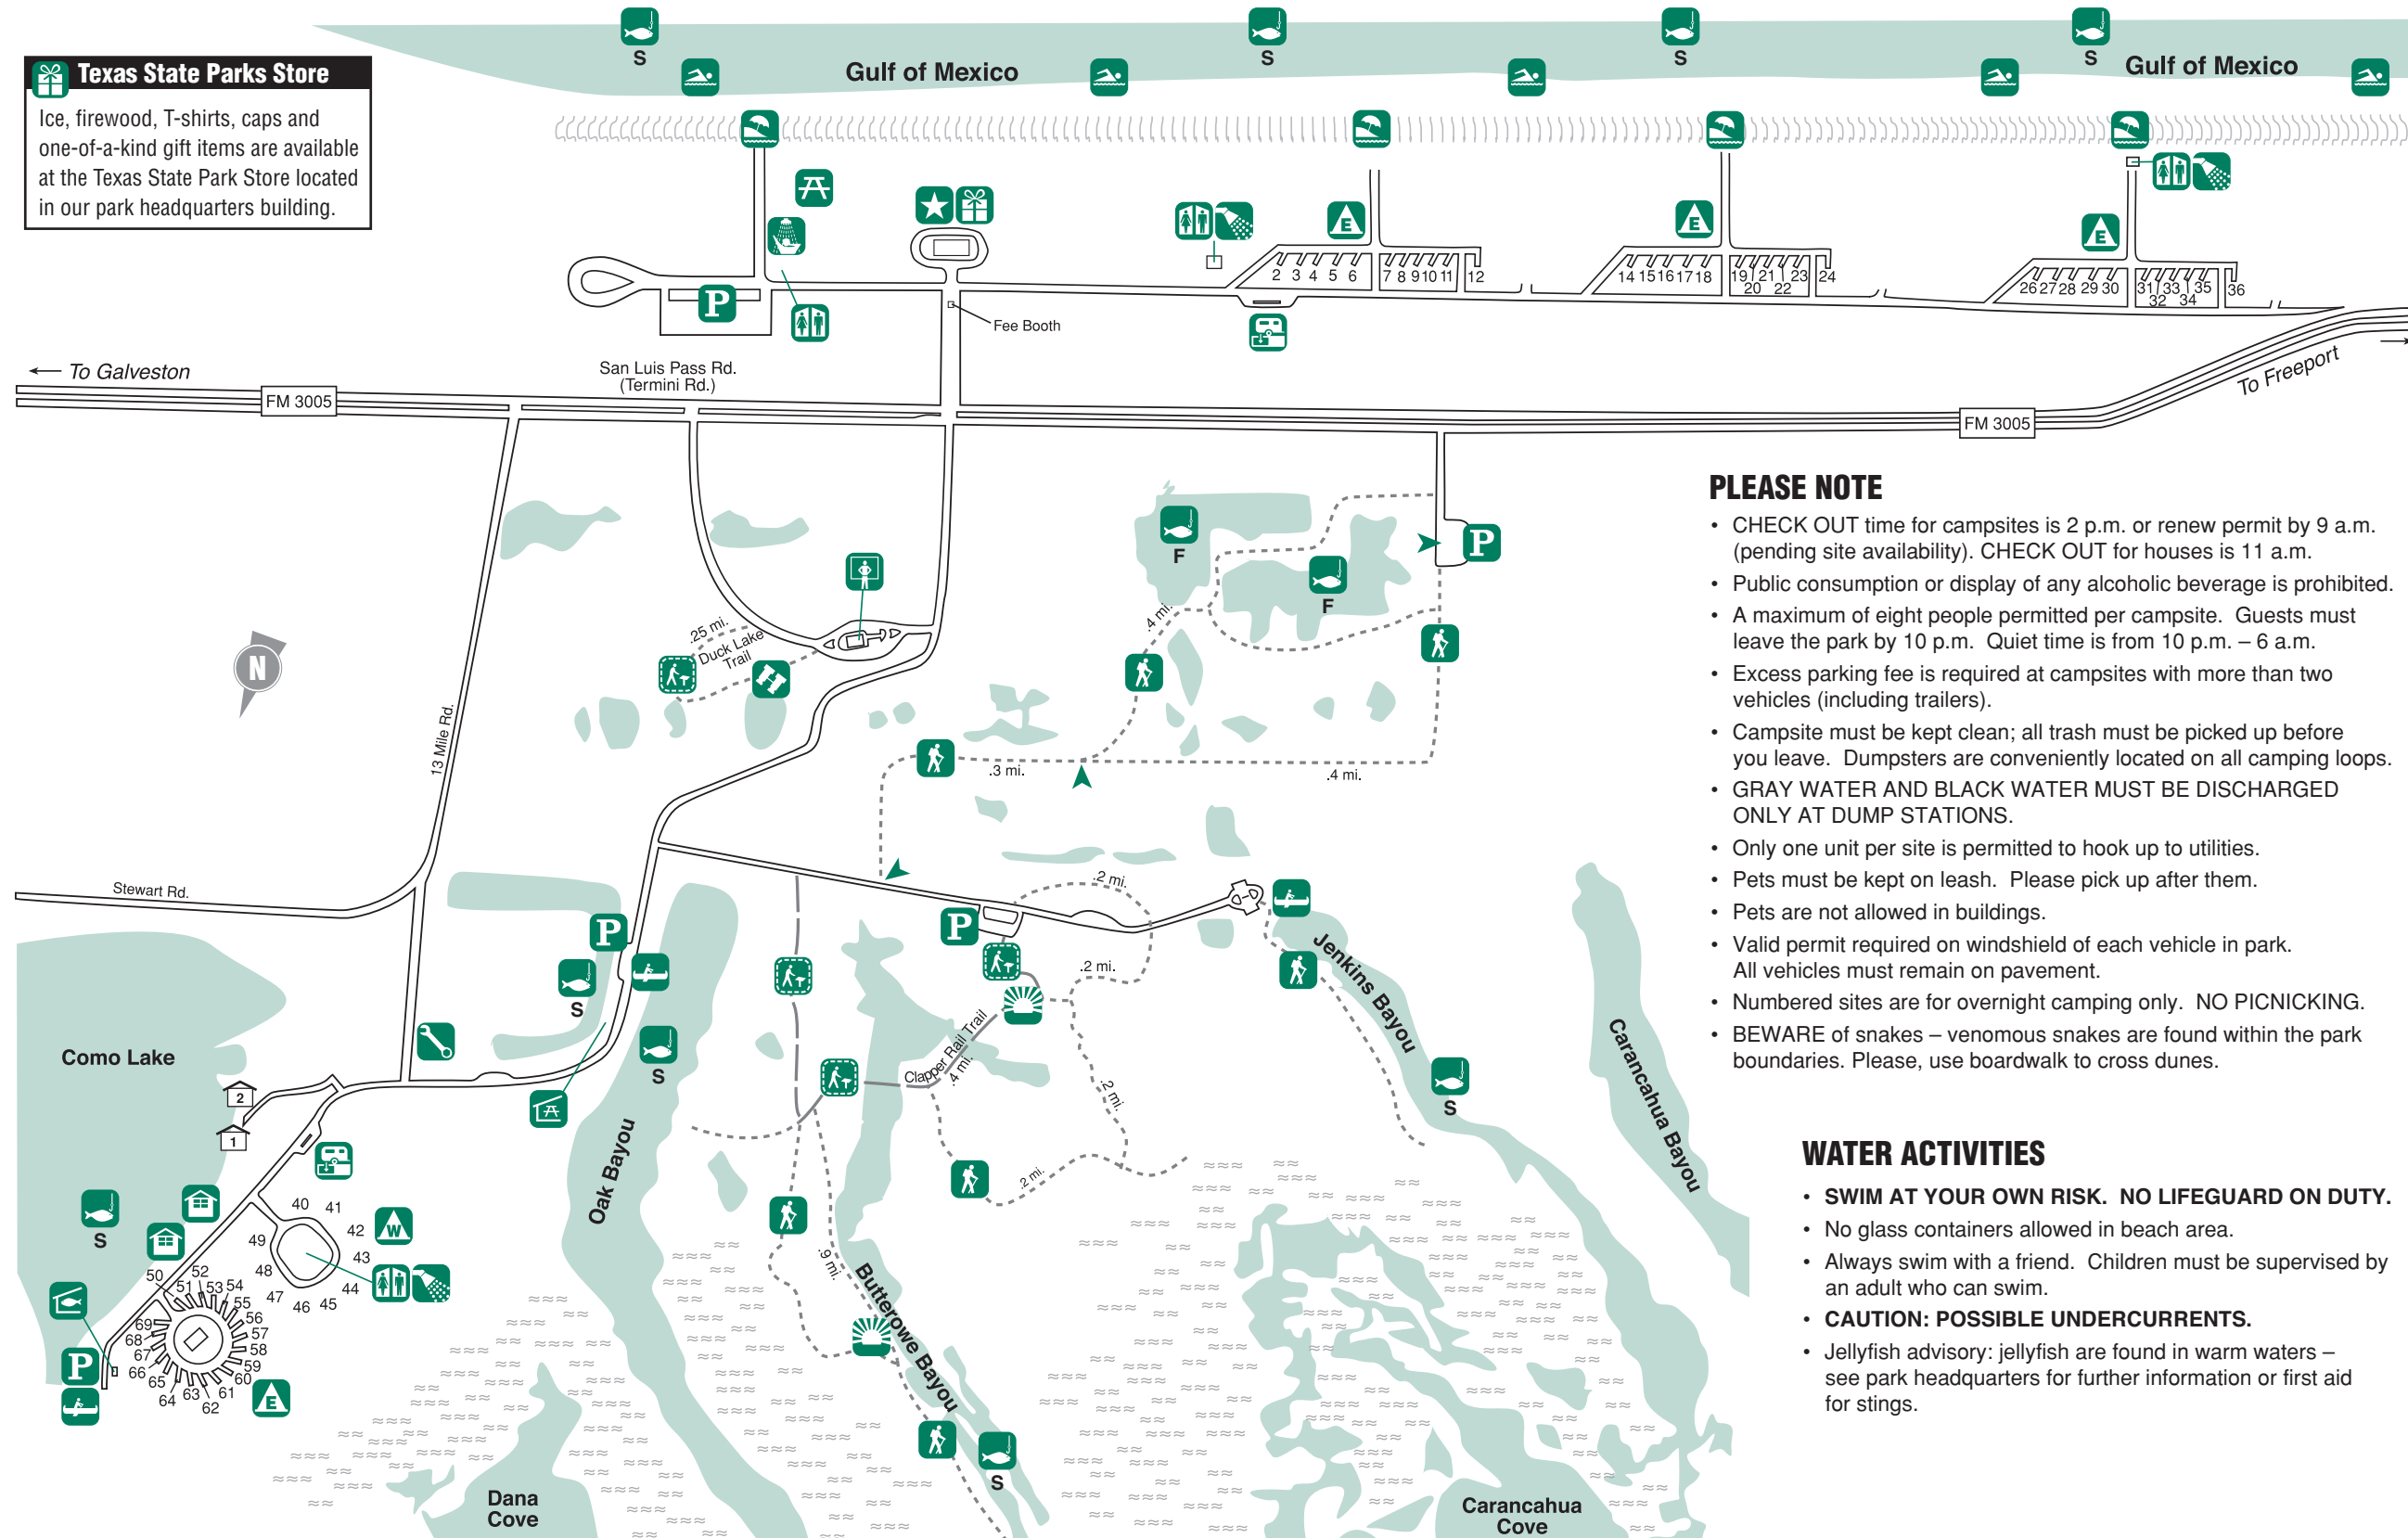 S
S
S
S
Gulf of Mexico
Gulf of Mexico
Texas State Parks Store
Ice, firewood, T-shirts, caps and
one-of-a-kind gift items are available
at the Texas State Park Store located
in our park headquarters building.
E
E
E
2 3 4 5 6 7 8 9 10 11 12
14 15 16 17 18 19 20 21 22 23 24
26 27 28 29 30 31 32 33 34 35 36
P
Fee Booth
To Galveston
San Luis Pass Rd.
(Termini Rd.)
FM 3005
FM 3005
To Freeport
PLEASE NOTE
• CHECK OUT time for campsites is 2 p.m. or renew permit by 9 a.m.
(pending site availability). CHECK OUT for houses is 11 a.m.
• Public consumption or display of any alcoholic beverage is prohibited.
• A maximum of eight people permitted per campsite. Guests must
leave the park by 10 p.m. Quiet time is from 10 p.m. – 6 a.m.
• Excess parking fee is required at campsites with more than two
vehicles (including trailers).
• Campsite must be kept clean; all trash must be picked up before
you leave. Dumpsters are conveniently located on all camping loops.
• GRAY WATER AND BLACK WATER MUST BE DISCHARGED
ONLY AT DUMP STATIONS.
• Only one unit per site is permitted to hook up to utilities.
• Pets must be kept on leash. Please pick up after them.
• Pets are not allowed in buildings.
• Valid permit required on windshield of each vehicle in park.
All vehicles must remain on pavement.
• Numbered sites are for overnight camping only. NO PICNICKING.
• BEWARE of snakes – venomous snakes are found within the park
boundaries. Please, use boardwalk to cross dunes.
WATER ACTIVITIES
• SWIM AT YOUR OWN RISK. NO LIFEGUARD ON DUTY.
• No glass containers allowed in beach area.
• Always swim with a friend. Children must be supervised by
an adult who can swim.
• CAUTION: POSSIBLE UNDERCURRENTS.
• Jellyfish advisory: jellyfish are found in warm waters –
see park headquarters for further information or first aid
for stings.
F
F
P
N
.25 mi.
Duck Lake
Trail
.4 mi.
13 Mile Rd.
.3 mi.
.4 mi.
Stewart Rd.
.2 mi.
P
P
S
.2 mi.
Jenkins Bayou
S
Clapper Rail Trail
.4 mi.
.2 mi.
S
Carancahua Bayou
Como Lake
2
1
Oak Bayou
.2 mi.
S
40 41
42
W
49
43
48
44
47 46 45
.9 mi.
Butterowe Bayou
50
51 52 53 54
55
56
57
58
59
60
61
62
63
64
65
66
67
68
69
P
E
S
Dana
Cove
Carancahua
Cove